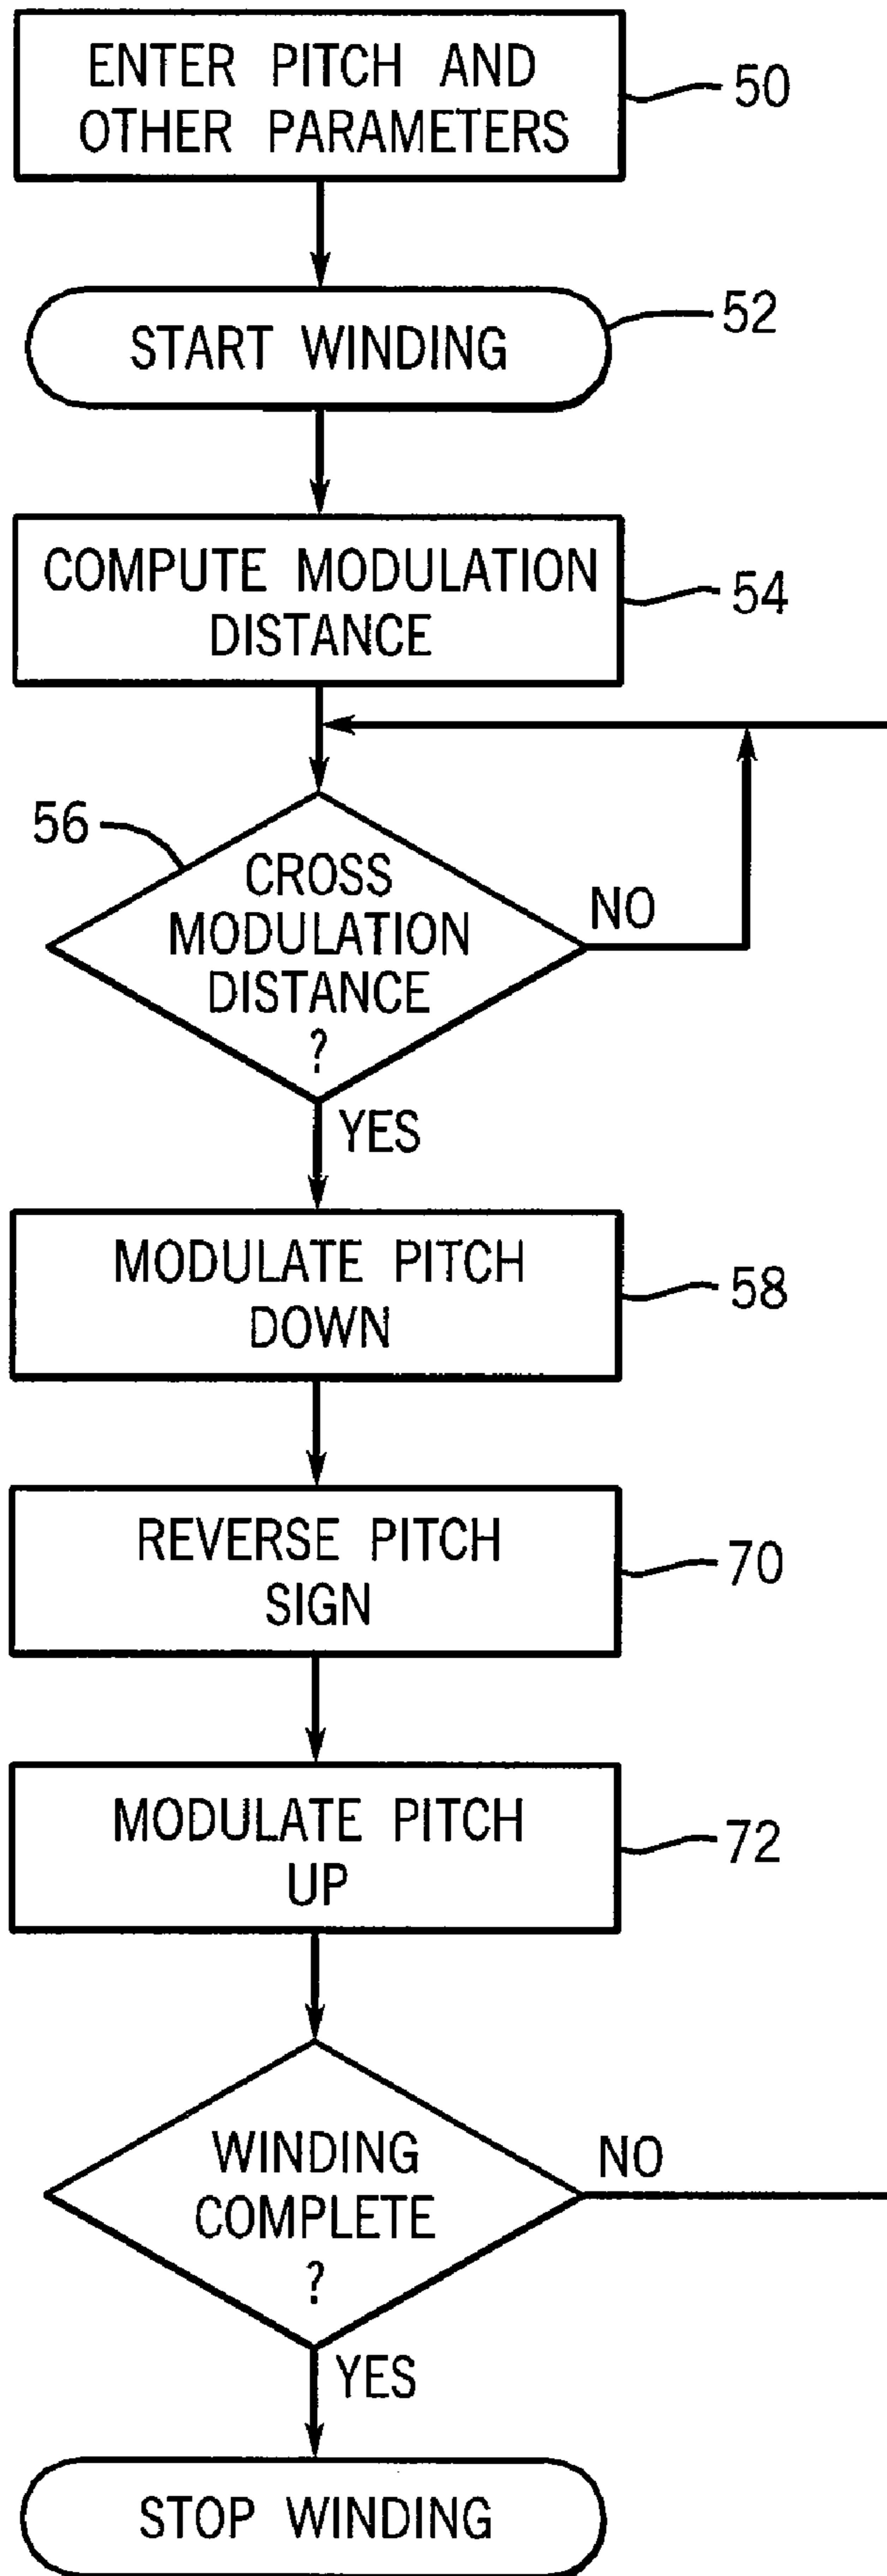 ENTER PITCH AND
OTHER PARAMETERS
50
START WINDING
52
COMPUTE MODULATION
DISTANCE
54
56
CROSS
MODULATION
DISTANCE
?
NO
YES
MODULATE PITCH
DOWN
58
REVERSE PITCH
SIGN
70
MODULATE PITCH
UP
72
WINDING
COMPLETE
?
NO
YES
STOP WINDING